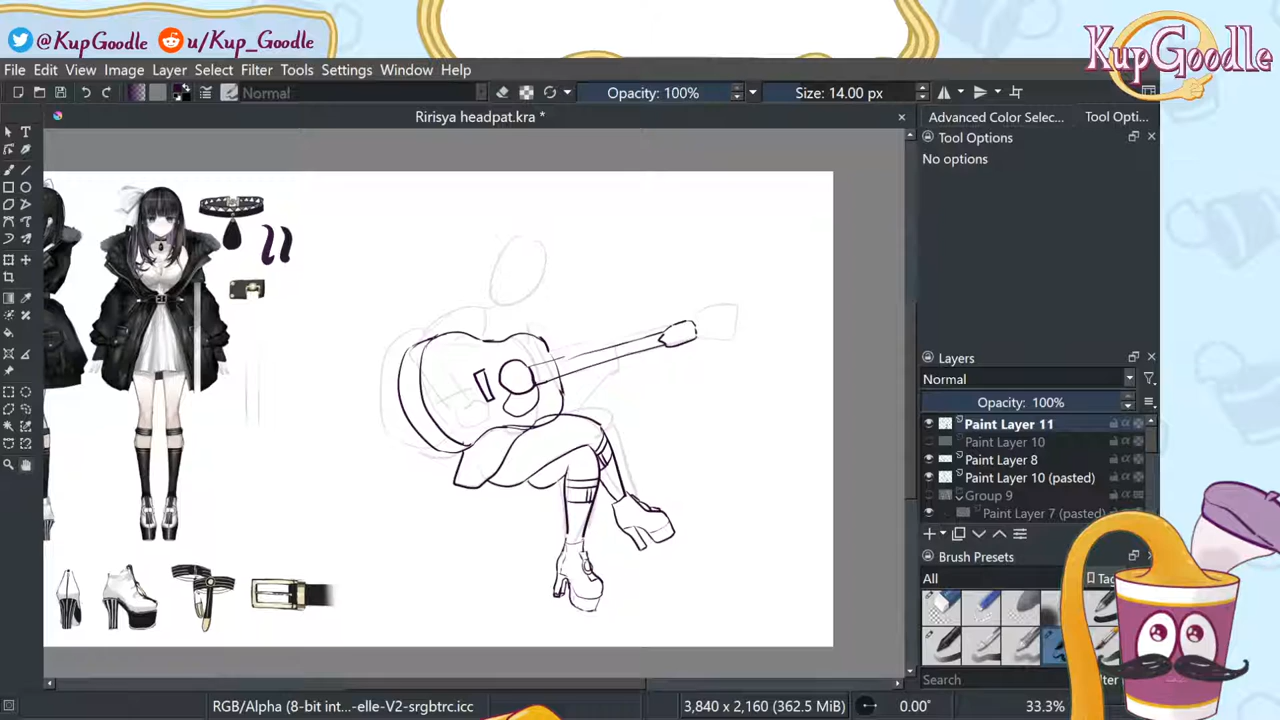 @KupGoodle u/Kup_Goodle
KupGoodle
File Edit View Image Layer Select Filter Tools Settings Window Help
Normal Opacity: 100% Size: 14.00 px
Ririsya headpat.kra *
Advanced Color Selec... Tool Opti...
Tool Options
No options
Layers
Normal
Opacity: 100%
Paint Layer 11
Paint Layer 10
Paint Layer 8
Paint Layer 10 (pasted)
Group 9
Paint Layer 7 (pasted)
Brush Presets
All
Search
RGB/Alpha (8-bit int...-elle-V2-srgbtrc.icc 3,840 x 2,160 (362.5 MiB) 0.00° 33.3%